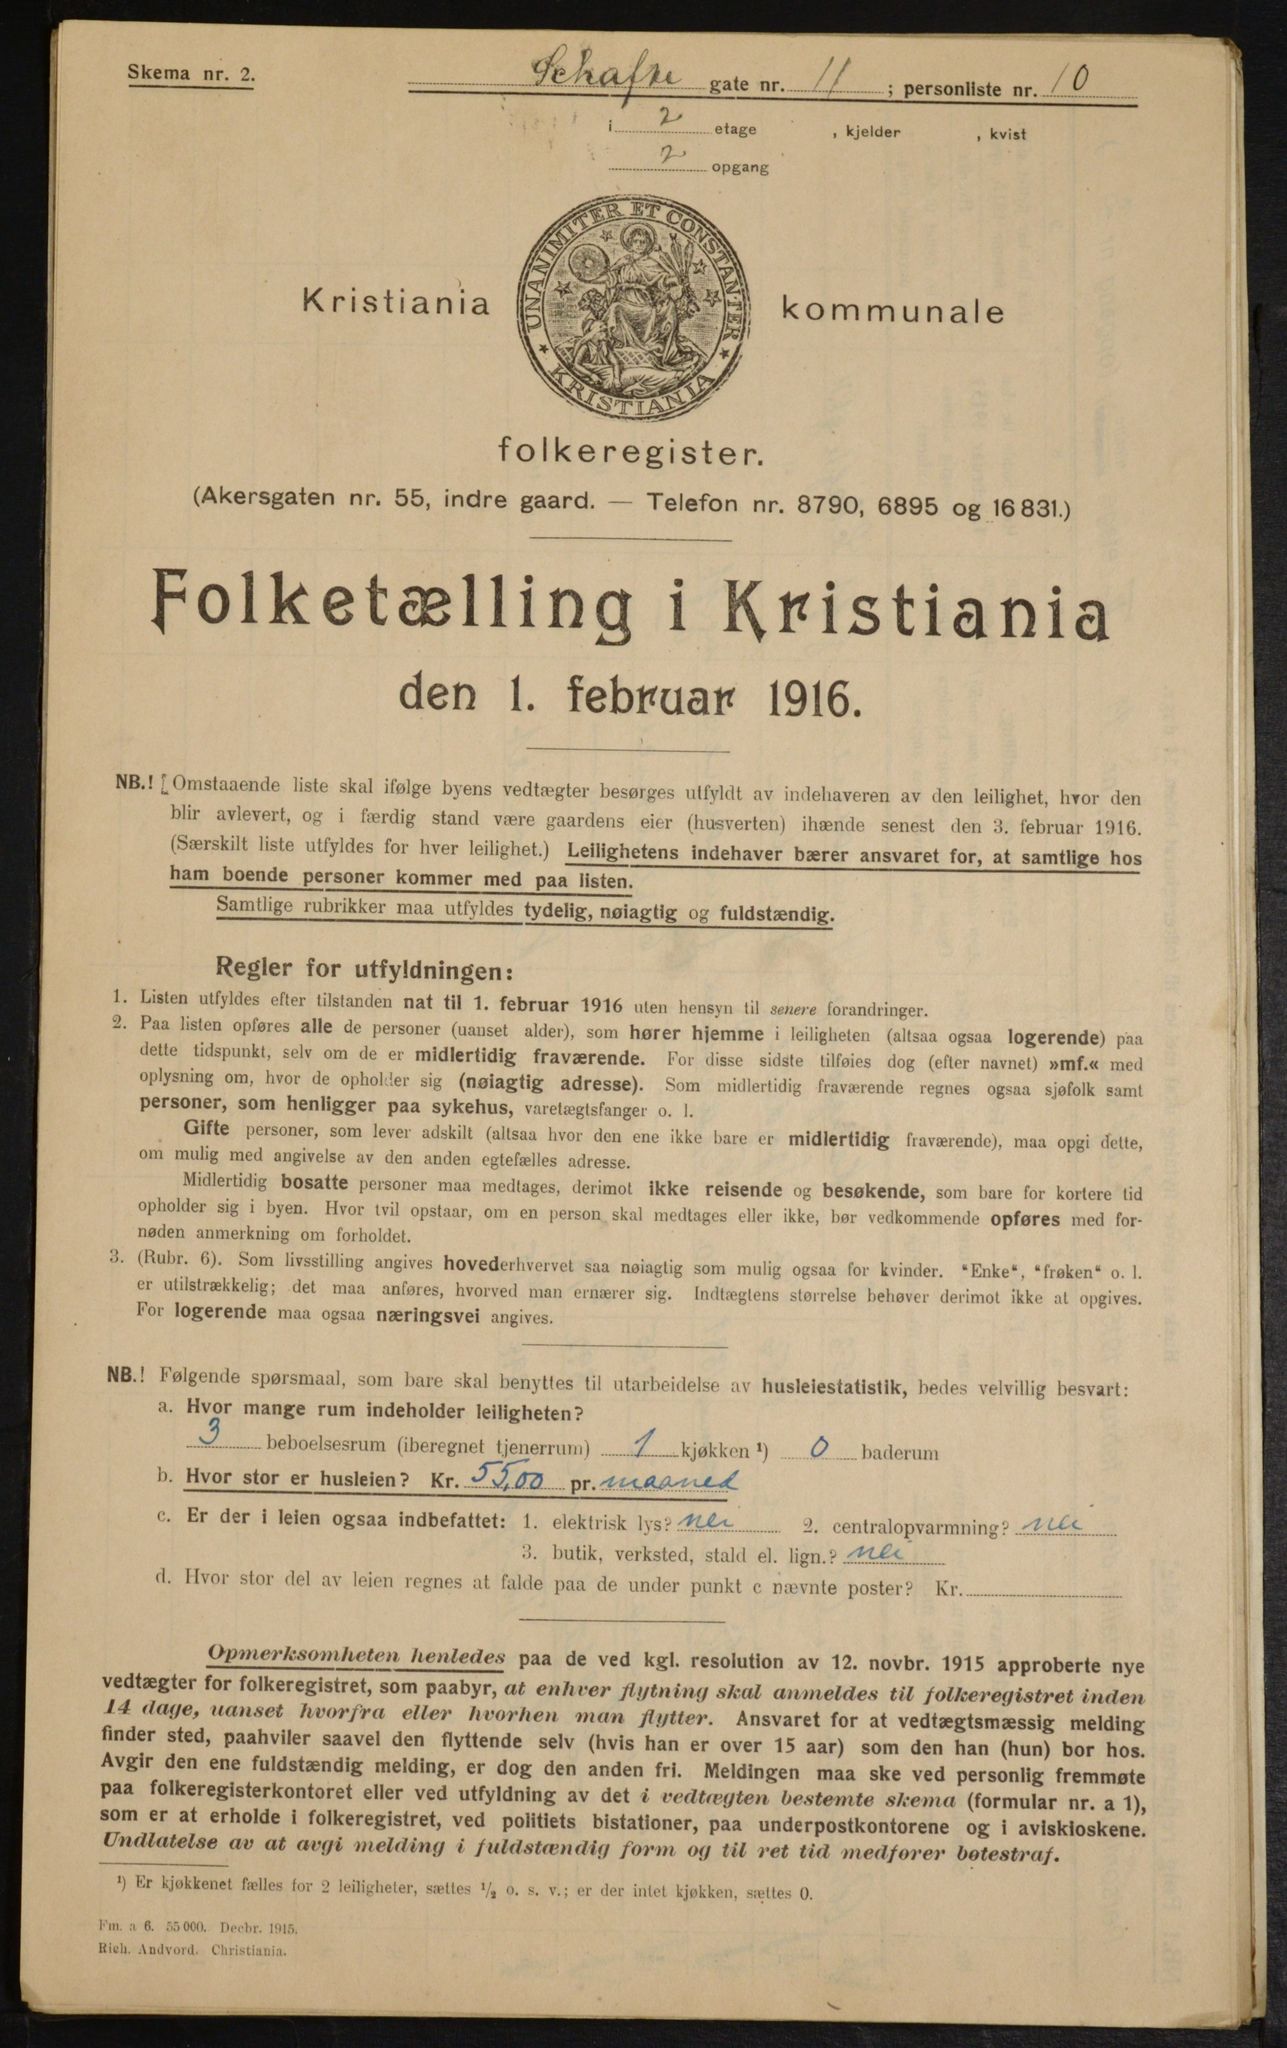 Skema nr. 2.
Schafte gate nr. 11 ; personliste nr. 10
i 2 etage , kjelder , kvist
2 opgang
UNANIMITER ET CONSTANTER
KRISTIANIA
Kristiania kommunale
folkeregister.
(Akersgaten nr. 55, indre gaard. — Telefon nr. 8790, 6895 og 16 831.)
Folketælling i Kristiania
den 1. februar 1916.
NB.! [Omstaaende liste skal ifølge byens vedtægter besørges utfyldt av indehaveren av den leilighet, hvor den
blir avlevert, og i færdig stand være gaardens eier (husverten) ihænde senest den 3. februar 1916.
(Særskilt liste utfyldes for hver leilighet.) Leilighetens indehaver bærer ansvaret for, at samtlige hos
ham boende personer kommer med paa listen.
Samtlige rubrikker maa utfyldes tydelig, nøiagtig og fuldstændig.
Regler for utfyldningen:
1. Listen utfyldes efter tilstanden nat til 1. februar 1916 uten hensyn til senere forandringer.
2. Paa listen opføres alle de personer (uanset alder), som hører hjemme i leiligheten (altsaa ogsaa logerende) paa
dette tidspunkt, selv om de er midlertidig fraværende. For disse sidste tilføies dog (efter navnet) »mf.« med
oplysning om, hvor de opholder sig (nøiagtig adresse). Som midlertidig fraværende regnes ogsaa sjøfolk samt
personer, som henligger paa sykehus, varetægtsfanger o. l.
Gifte personer, som lever adskilt (altsaa hvor den ene ikke bare er midlertidig fraværende), maa opgi dette,
om mulig med angivelse av den anden egtefælles adresse.
Midlertidig bosatte personer maa medtages, derimot ikke reisende og besøkende, som bare for kortere tid
opholder sig i byen. Hvor tvil opstaar, om en person skal medtages eller ikke, bør vedkommende opføres med for-
nøden anmerkning om forholdet.
3. (Rubr. 6). Som livsstilling angives hovederhvervet saa nøiagtig som mulig ogsaa for kvinder. "Enke", "frøken" o. l.
er utilstrækkelig; det maa anføres, hvorved man ernærer sig. Indtægtens størrelse behøver derimot ikke at opgives.
For logerende maa ogsaa næringsvei angives.
NB.! Følgende spørsmaal, som bare skal benyttes til utarbeidelse av husleiestatistik, bedes velvillig besvart:
a. Hvor mange rum indeholder leiligheten?
3 beboelsesrum (iberegnet tjenerrum) 1 kjøkken ¹) 0 baderum
b. Hvor stor er husleien? Kr. 55,00 pr. maaned
c. Er der i leien ogsaa indbefattet: 1. elektrisk lys? nei 2. centralopvarmning? nei
3. butik, verksted, stald el. lign.? nei
d. Hvor stor del av leien regnes at falde paa de under punkt c nævnte poster? Kr.
Opmerksomheten henledes paa de ved kgl. resolution av 12. novbr. 1915 approberte nye
vedtægter for folkeregistret, som paabyr, at enhver flytning skal anmeldes til folkeregistret inden
14 dage, uanset hvorfra eller hvorhen man flytter. Ansvaret for at vedtægtsmæssig melding
finder sted, paahviler saavel den flyttende selv (hvis han er over 15 aar) som den han (hun) bor hos.
Avgir den ene fuldstændig melding, er dog den anden fri. Meldingen maa ske ved personlig fremmøte
paa folkeregisterkontoret eller ved utfyldning av det i vedtægten bestemte skema (formular nr. a 1),
som er at erholde i folkeregistret, ved politiets bistationer, paa underpostkontorene og i aviskioskene.
Undlatelse av at avgi melding i fuldstændig form og til ret tid medfører bøtestraf.
¹) Er kjøkkenet fælles for 2 leiligheter, sættes ½ o. s. v.; er der intet kjøkken, sættes 0.
Fm. a 6. 55 000. Decbr. 1915.
Rich. Andvord. Christiania.